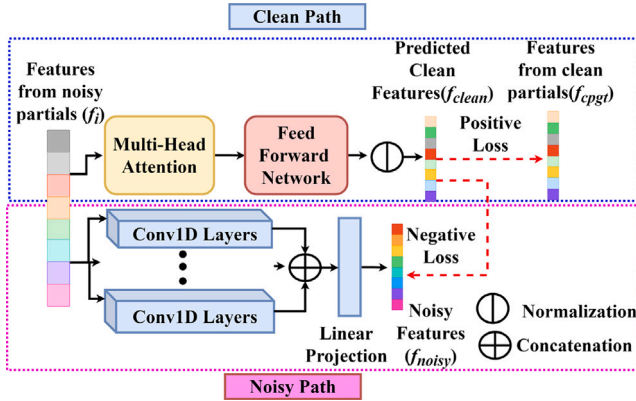 Clean Path
Features
from noisy
partials (fi)
Multi-Head
Attention
Feed
Forward
Network
Predicted
Clean
Features(fclean)
Features
from clean
partials(fcpgt)
Positive
Loss
Conv1D Layers
Conv1D Layers
Linear
Projection
Negative
Loss
Noisy
Features
(fnoisy)
Normalization
Concatenation
Noisy Path